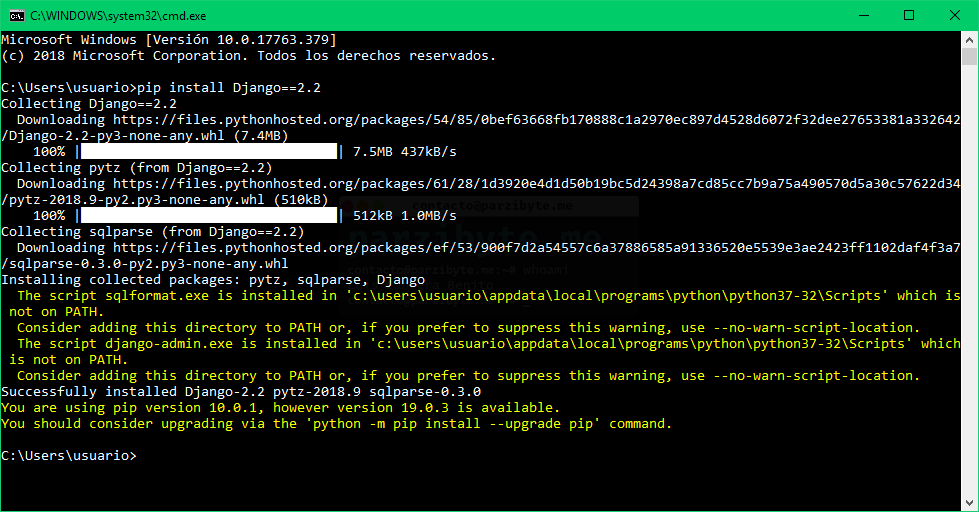 C:\WINDOWS\system32\cmd.exe
Microsoft Windows [Versión 10.0.17763.379]
(c) 2018 Microsoft Corporation. Todos los derechos reservados.
C:\Users\usuario>pip install Django==2.2
Collecting Django==2.2
Downloading https://files.pythonhosted.org/packages/54/85/0bef63668fb170888c1a2970ec897d4528d6072f32dee27653381a332642
/Django-2.2-py3-none-any.whl (7.4MB)
100% |████████████████████████████████| 7.5MB 437kB/s
Collecting pytz (from Django==2.2)
Downloading https://files.pythonhosted.org/packages/61/28/1d3920e4d1d50b19bc5d24398a7cd85cc7b9a75a490570d5a30c57622d34
/pytz-2018.9-py2.py3-none-any.whl (510kB)
100% |████████████████████████████████| 512kB 1.0MB/s
contacto@parzibyte.me
Collecting sqlparse (from Django==2.2)
parzibyte.me
Downloading https://files.pythonhosted.org/packages/ef/53/900f7d2a54557c6a37886585a91336520e5539e3ae2423ff1102daf4f3a7
/sqlparse-0.3.0-py2.py3-none-any.whl
contacto@parzibyte.me:~# whoami
Installing collected packages: pytz, sqlparse, Django
The script sqlformat.exe is installed in 'c:\users\usuario\appdata\local\programs\python\python37-32\Scripts' which is
not on PATH.
Consider adding this directory to PATH or, if you prefer to suppress this warning, use --no-warn-script-location.
The script django-admin.exe is installed in 'c:\users\usuario\appdata\local\programs\python\python37-32\Scripts' which
is not on PATH.
Consider adding this directory to PATH or, if you prefer to suppress this warning, use --no-warn-script-location.
Successfully installed Django-2.2 pytz-2018.9 sqlparse-0.3.0
You are using pip version 10.0.1, however version 19.0.3 is available.
You should consider upgrading via the 'python -m pip install --upgrade pip' command.
C:\Users\usuario>